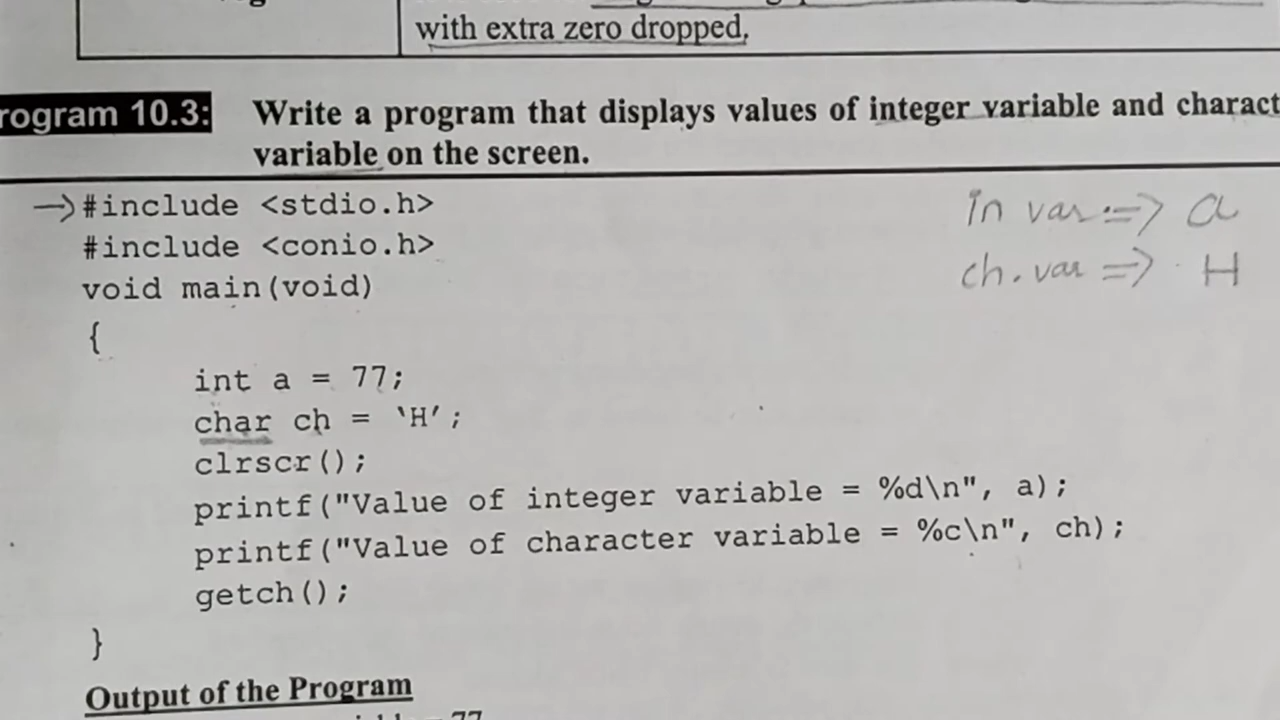 with extra zero dropped,
rogram 10.3: Write a program that displays values of integer variable and charact
variable on the screen.
→ #include <stdio.h>
in var => a
#include <conio.h>
ch. var => H
void main(void)
{
int a = 77;
char ch = ‘H’;
clrscr();
printf("Value of integer variable = %d\n", a);
printf("Value of character variable = %c\n", ch);
getch();
}
Output of the Program
= 77